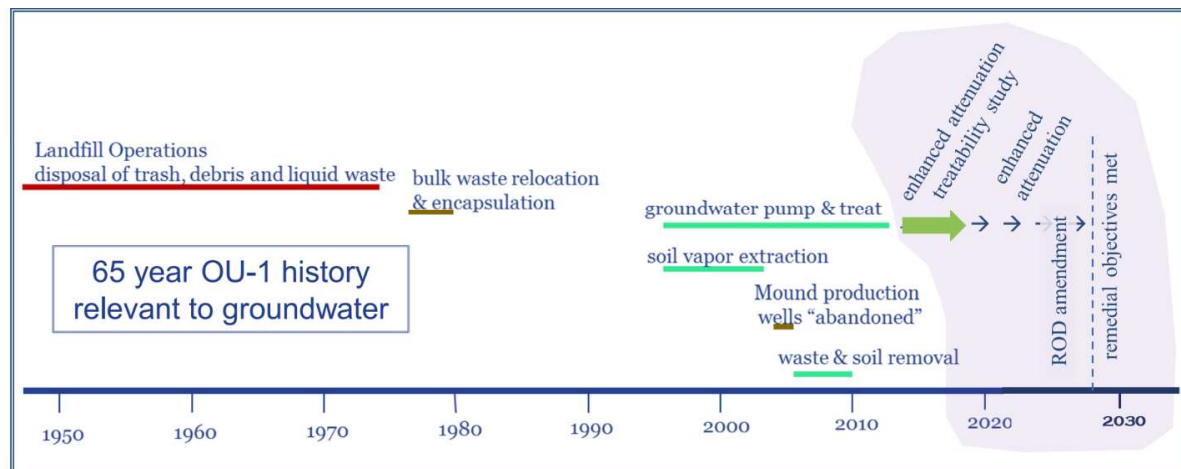 Landfill Operations
disposal of trash, debris and liquid waste
bulk waste relocation
& encapsulation
65 year OU-1 history
relevant to groundwater
groundwater pump & treat
soil vapor extraction
Mound production
wells “abandoned”
waste & soil removal
enhanced attenuation
treatability study
enhanced
attenuation
ROD amendment
remedial objectives met
1950
1960
1970
1980
1990
2000
2010
2020
2030